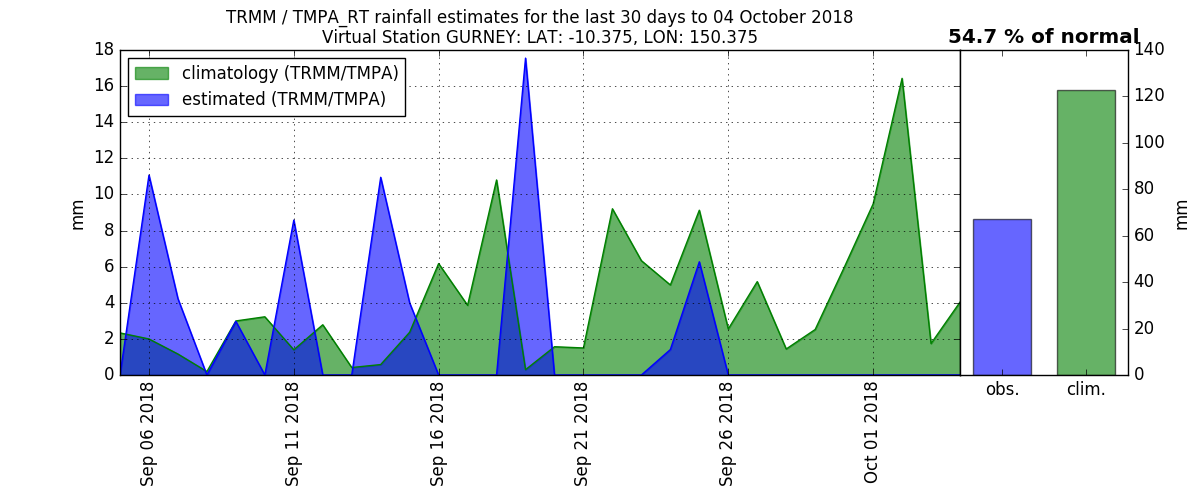 TRMM / TMPA_RT rainfall estimates for the last 30 days to 04 October 2018
Virtual Station GURNEY: LAT: -10.375, LON: 150.375
54.7 % of normal
climatology (TRMM/TMPA)
estimated (TRMM/TMPA)
18
16
14
12
10
8
6
4
2
0
mm
Sep 06 2018
Sep 11 2018
Sep 16 2018
Sep 21 2018
Sep 26 2018
Oct 01 2018
obs.
clim.
140
120
100
80
60
40
20
0
mm